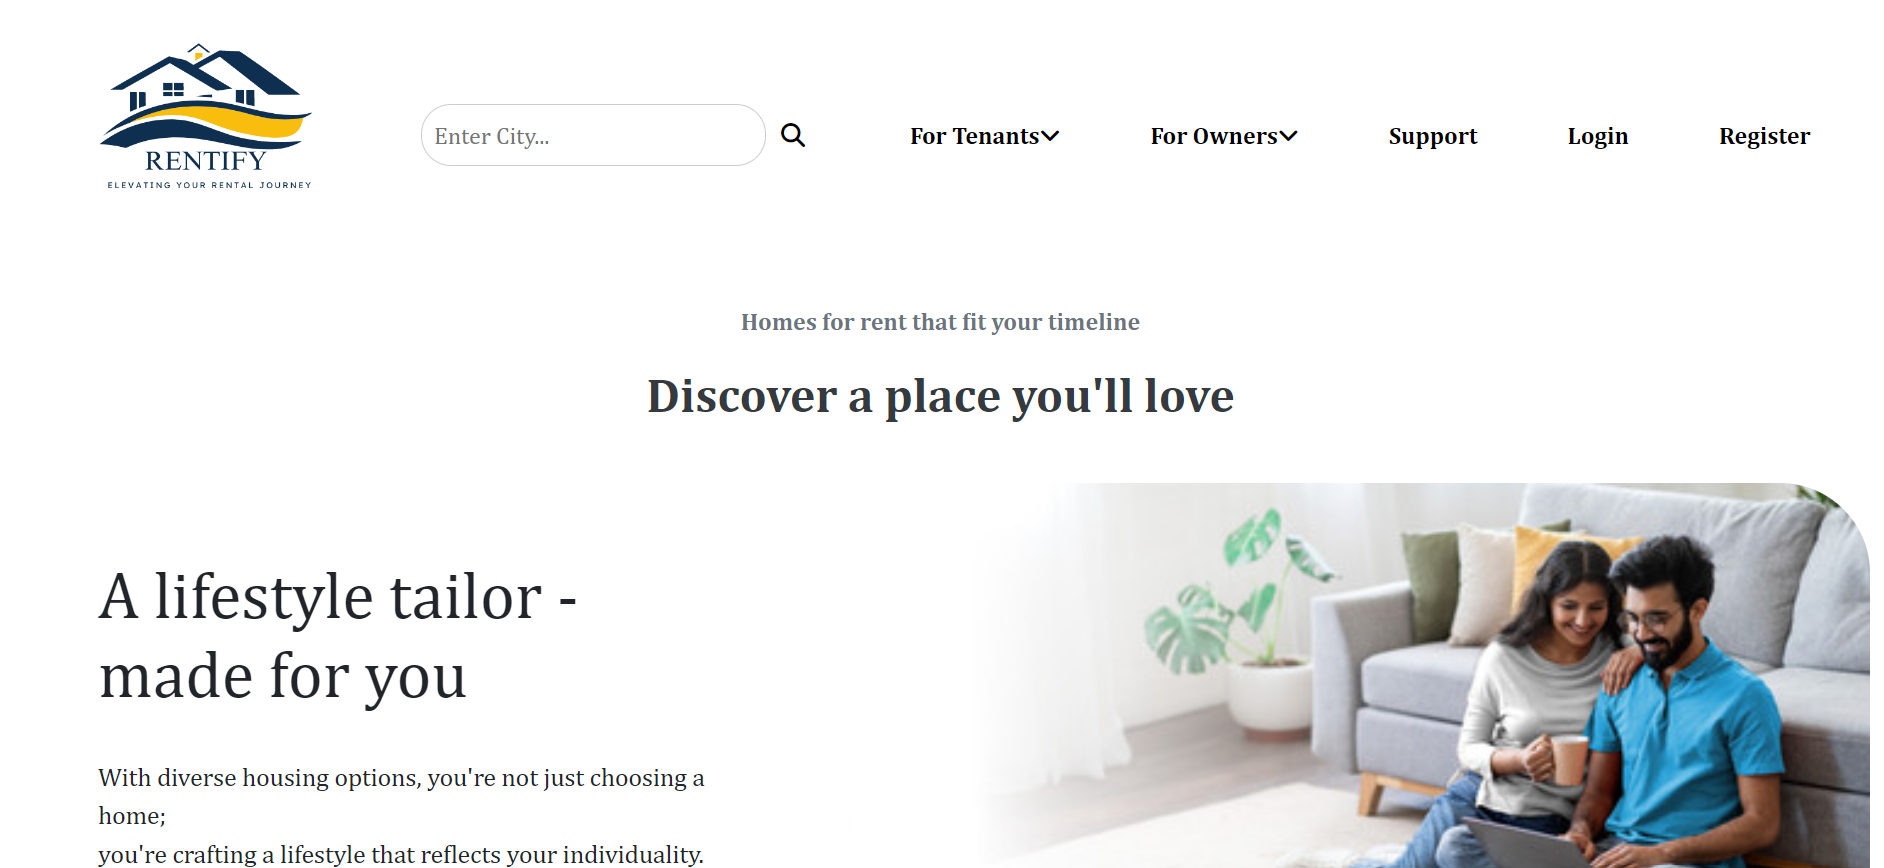 RENTIFY
ELEVATING YOUR RENTAL JOURNEY
Enter City...
For Tenants
For Owners
Support
Login
Register
Homes for rent that fit your timeline
Discover a place you'll love
A lifestyle tailor -
made for you
With diverse housing options, you're not just choosing a
home;
you're crafting a lifestyle that reflects your individuality.